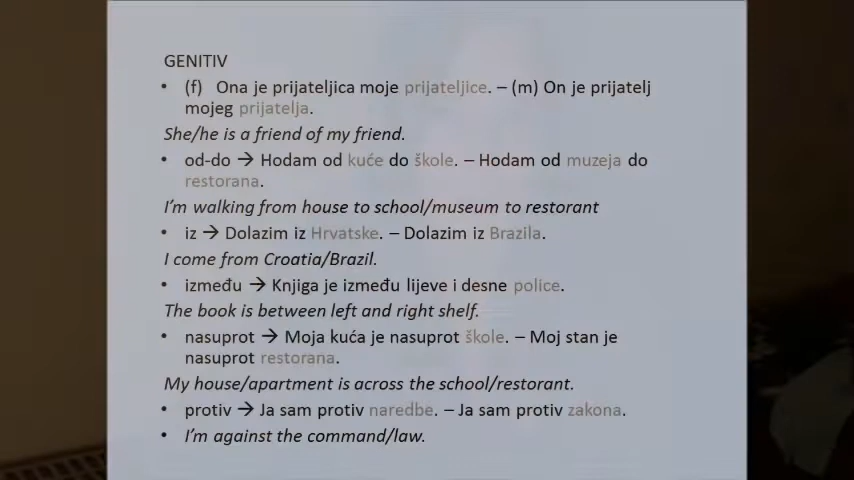 GENITIV
• (f) Ona je prijateljica moje prijateljice. – (m) On je prijatelj
mojeg prijatelja.
She/he is a friend of my friend.
• od-do → Hodam od kuće do škole. – Hodam od muzeja do
restorana.
I'm walking from house to school/museum to restorant
• iz → Dolazim iz Hrvatske. – Dolazim iz Brazila.
I come from Croatia/Brazil.
• između → Knjiga je između lijeve i desne police.
The book is between left and right shelf.
• nasuprot → Moja kuća je nasuprot škole. – Moj stan je
nasuprot restorana.
My house/apartment is across the school/restorant.
• protiv → Ja sam protiv naredbe. – Ja sam protiv zakona.
• I'm against the command/law.